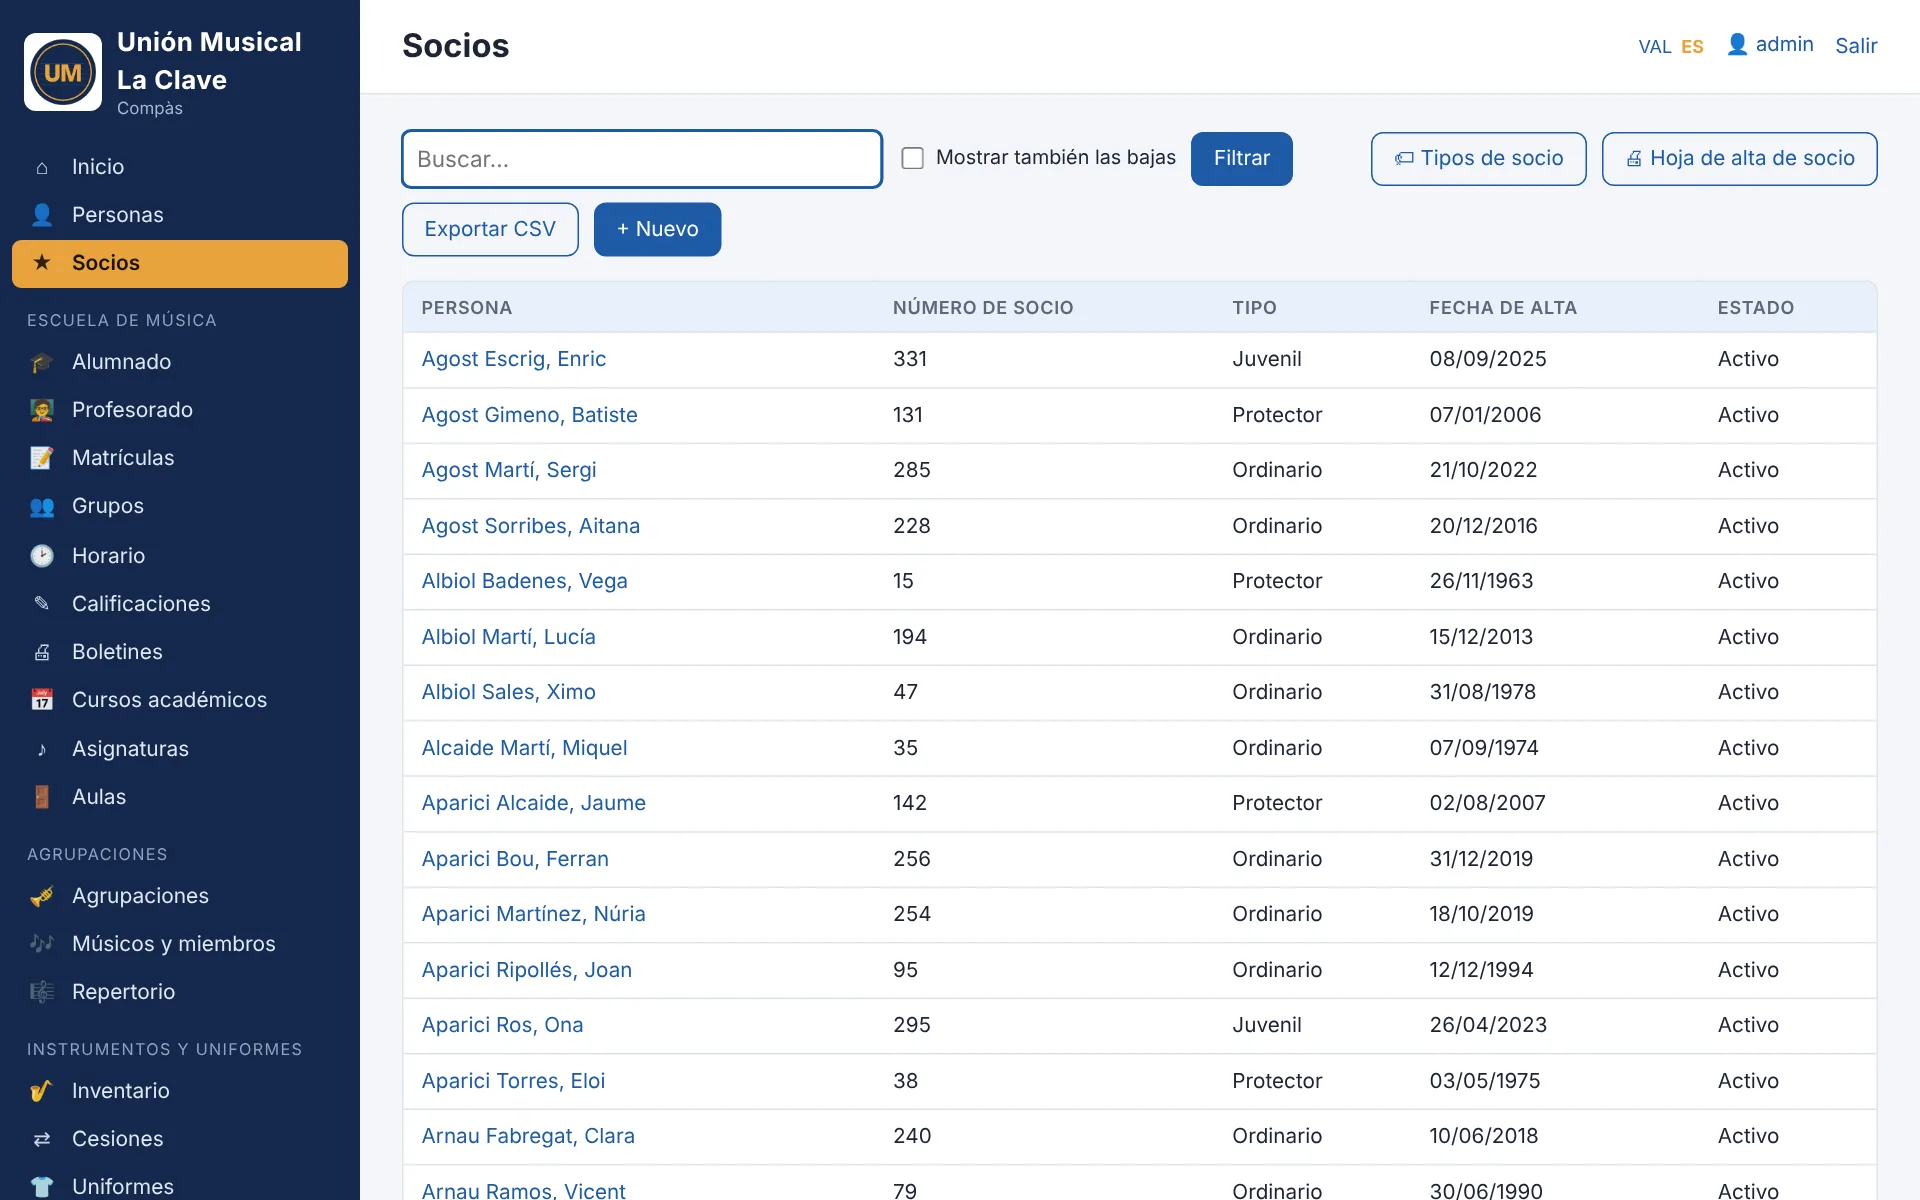 UM
Unión Musical
La Clave
Compàs
Inicio
Personas
Socios
ESCUELA DE MÚSICA
Alumnado
Profesorado
Matrículas
Grupos
Horario
Calificaciones
Boletines
Cursos académicos
Asignaturas
Aulas
AGRUPACIONES
Agrupaciones
Músicos y miembros
Repertorio
INSTRUMENTOS Y UNIFORMES
Inventario
Cesiones
Uniformes
Socios
VAL ES admin Salir
Buscar...
Mostrar también las bajas
Filtrar
Tipos de socio
Hoja de alta de socio
Exportar CSV
+ Nuevo
PERSONA NÚMERO DE SOCIO TIPO FECHA DE ALTA ESTADO
Agost Escrig, Enric 331 Juvenil 08/09/2025 Activo
Agost Gimeno, Batiste 131 Protector 07/01/2006 Activo
Agost Martí, Sergi 285 Ordinario 21/10/2022 Activo
Agost Sorribes, Aitana 228 Ordinario 20/12/2016 Activo
Albiol Badenes, Vega 15 Protector 26/11/1963 Activo
Albiol Martí, Lucía 194 Ordinario 15/12/2013 Activo
Albiol Sales, Ximo 47 Ordinario 31/08/1978 Activo
Alcaide Martí, Miquel 35 Ordinario 07/09/1974 Activo
Aparici Alcaide, Jaume 142 Protector 02/08/2007 Activo
Aparici Bou, Ferran 256 Ordinario 31/12/2019 Activo
Aparici Martínez, Núria 254 Ordinario 18/10/2019 Activo
Aparici Ripollés, Joan 95 Ordinario 12/12/1994 Activo
Aparici Ros, Ona 295 Juvenil 26/04/2023 Activo
Aparici Torres, Eloi 38 Protector 03/05/1975 Activo
Arnau Fabregat, Clara 240 Ordinario 10/06/2018 Activo
Arnau Ramos, Vicent 79 Ordinario 30/06/1990 Activo